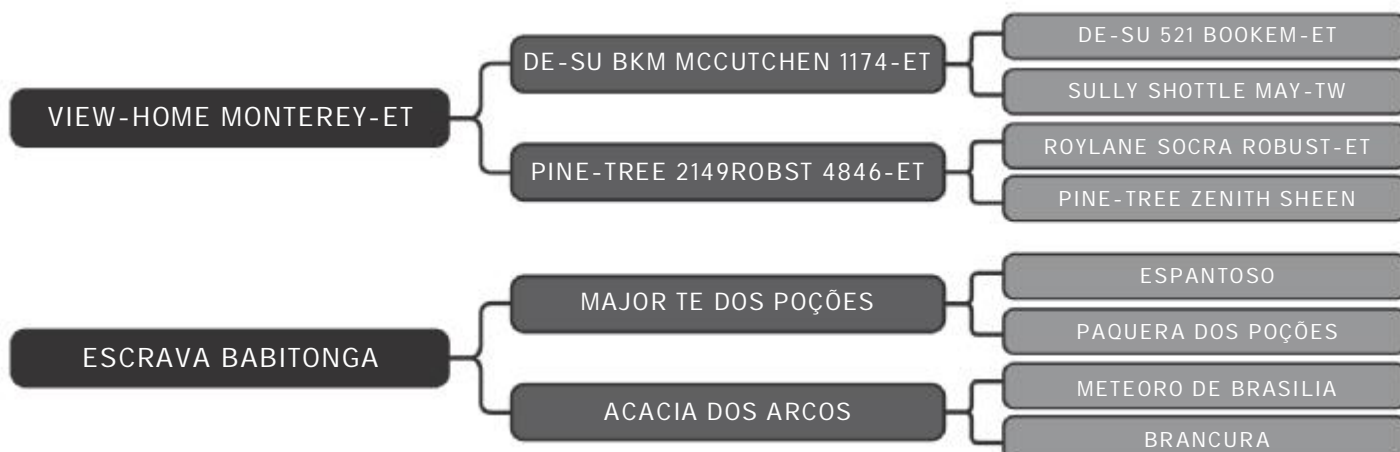 VIEW-HOME MONTEREY-ET
DE-SU BKM MCCUTCHEN 1174-ET
DE-SU 521 BOOKEM-ET
SULLY SHOTTLE MAY-TW
PINE-TREE 2149ROBST 4846-ET
ROYLANE SOCRA ROBUST-ET
PINE-TREE ZENITH SHEEN
ESCRAVA BABITONGA
MAJOR TE DOS POÇÕES
ESPANTOSO
PAQUERA DOS POÇÕES
ACACIA DOS ARCOS
METEORO DE BRASILIA
BRANCURA